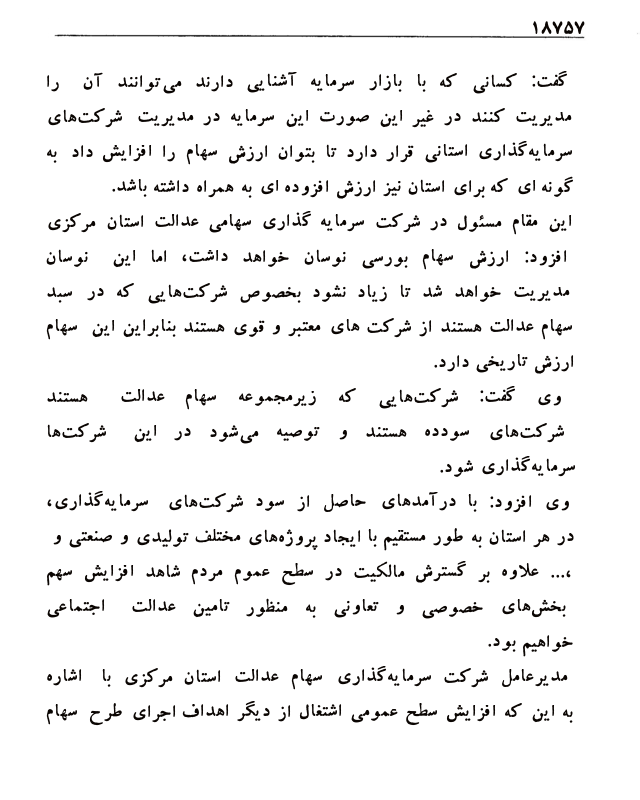 ۱۸۷۵۷
گفت: کسانی که با بازار سرمایه آشنایی دارند می‌توانند آن را
مدیریت کنند در غیر این صورت این سرمایه در مدیریت شرکت‌های
سرمایه‌گذاری استانی قرار دارد تا بتوان ارزش سهام را افزایش داد به
گونه ای که برای استان نیز ارزش افزوده ای به همراه داشته باشد.
این مقام مسئول در شرکت سرمایه گذاری سهامی عدالت استان مرکزی
افزود: ارزش سهام بورسی نوسان خواهد داشت، اما این نوسان
مدیریت خواهد شد تا زیاد نشود بخصوص شرکت‌هایی که در سبد
سهام عدالت هستند از شرکت های معتبر و قوی هستند بنابراین این سهام
ارزش تاریخی دارد.
وی گفت: شرکت‌هایی که زیرمجموعه سهام عدالت هستند
شرکت‌های سودده هستند و توصیه می‌شود در این شرکت‌ها
سرمایه‌گذاری شود.
وی افزود: با درآمدهای حاصل از سود شرکت‌های سرمایه‌گذاری،
در هر استان به طور مستقیم با ایجاد پروژه‌های مختلف تولیدی و صنعتی و
،... علاوه بر گسترش مالکیت در سطح عموم مردم شاهد افزایش سهم
بخش‌های خصوصی و تعاونی به منظور تامین عدالت اجتماعی
خواهیم بود.
مدیرعامل شرکت سرمایه‌گذاری سهام عدالت استان مرکزی با اشاره
به این که افزایش سطح عمومی اشتغال از دیگر اهداف اجرای طرح سهام